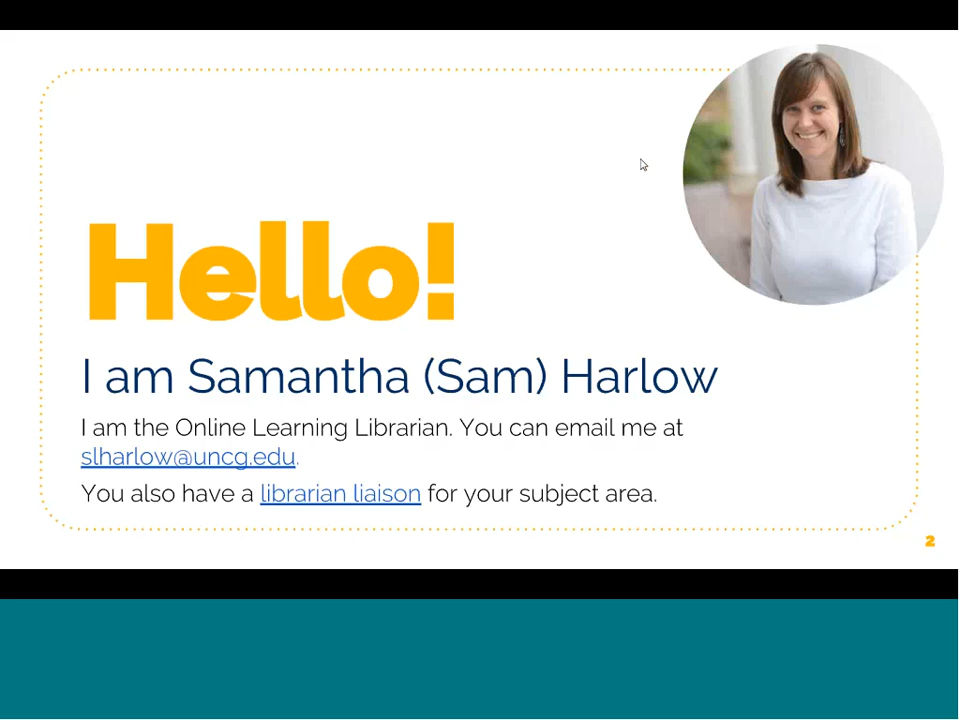 Hello!
I am Samantha (Sam) Harlow
I am the Online Learning Librarian. You can email me at
slharlow@uncg.edu.
You also have a librarian liaison for your subject area.
2